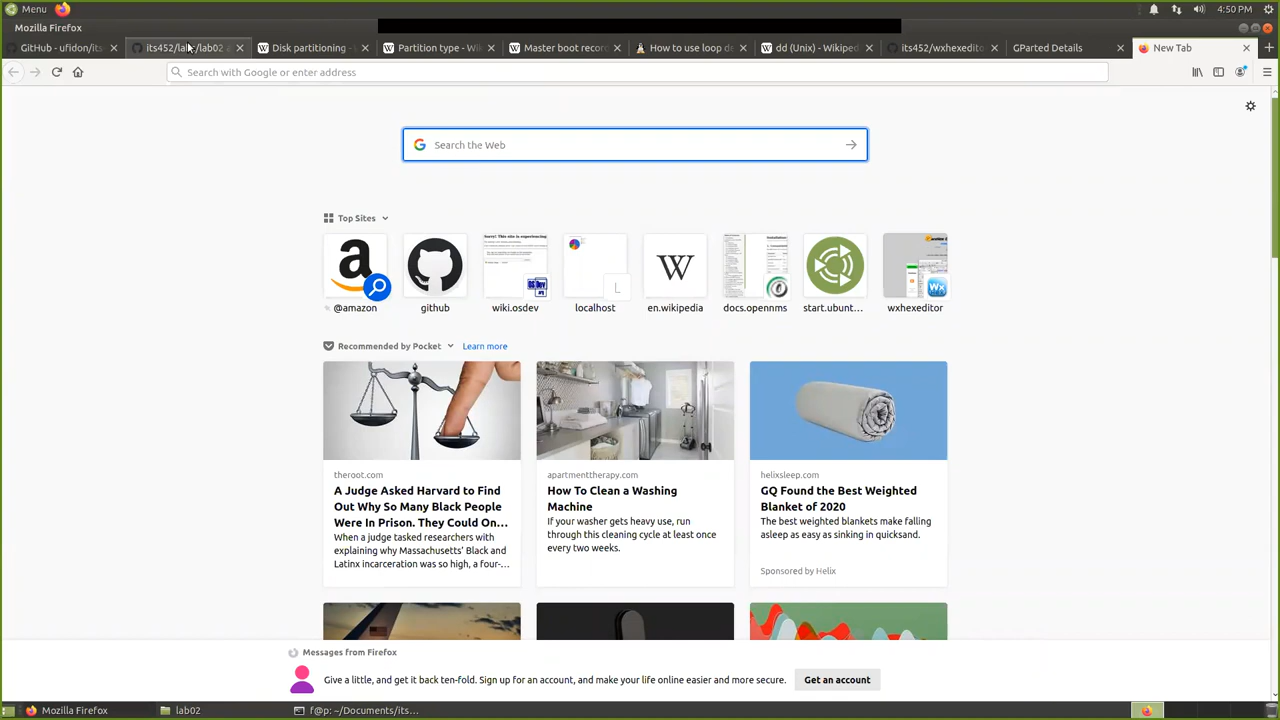 Menu
4:50 PM
Mozilla Firefox
GitHub - ufidon/its
its452/lab/lab02 a
Disk partitioning -
Partition type - Wik
Master boot recor
How to use loop de
dd (Unix) - Wikiped
its452/wxhexedito
GParted Details
New Tab
Search with Google or enter address
Search the Web
Top Sites
@amazon
github
wiki.osdev
L
localhost
en.wikipedia
docs.opennms
start.ubunt...
wxhexeditor
Recommended by Pocket
Learn more
theroot.com
A Judge Asked Harvard to Find
Out Why So Many Black People
Were In Prison. They Could On...
When a judge tasked researchers with
explaining why Massachusetts' Black and
Latinx incarceration was so high, a four-...
apartmenttherapy.com
How To Clean a Washing
Machine
If your washer gets heavy use, run
through this cleaning cycle at least once
every two weeks.
helixsleep.com
GQ Found the Best Weighted
Blanket of 2020
The best weighted blankets make falling
asleep as easy as sinking in quicksand.
Sponsored by Helix
Messages from Firefox
Give a little, and get it back ten-fold. Sign up for an account, and make your life online easier and more secure.
Get an account
Mozilla Firefox
lab02
f@p: ~/Documents/its...